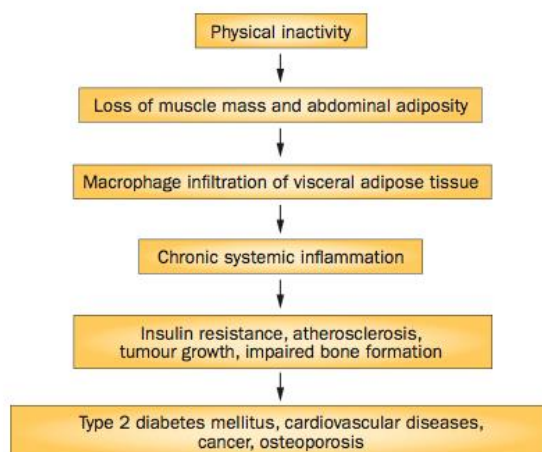 Physical inactivity
Loss of muscle mass and abdominal adiposity
Macrophage infiltration of visceral adipose tissue
Chronic systemic inflammation
Insulin resistance, atherosclerosis,
tumour growth, impaired bone formation
Type 2 diabetes mellitus, cardiovascular diseases,
cancer, osteoporosis